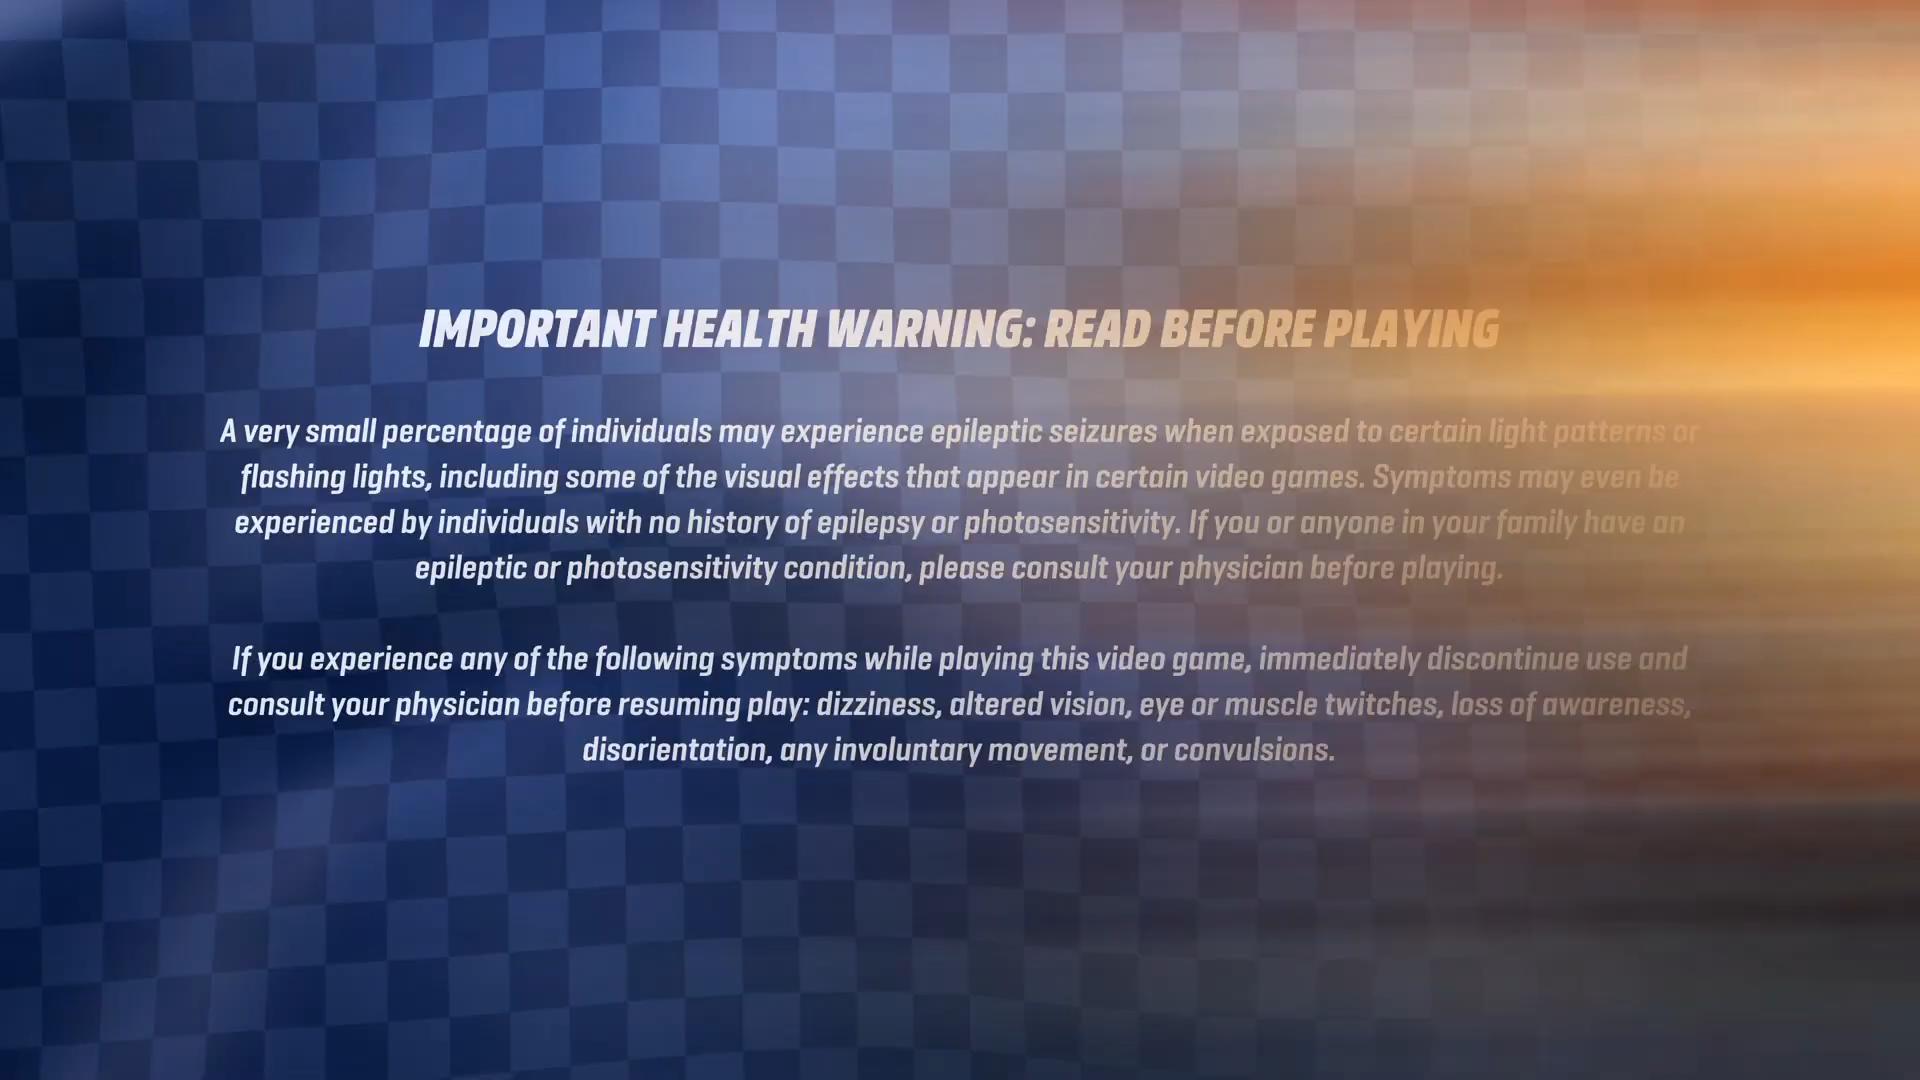 IMPORTANT HEALTH WARNING: READ BEFORE PLAYING
A very small percentage of individuals may experience epileptic seizures when exposed to certain light patterns or
flashing lights, including some of the visual effects that appear in certain video games. Symptoms may even be
experienced by individuals with no history of epilepsy or photosensitivity. If you or anyone in your family have an
epileptic or photosensitivity condition, please consult your physician before playing.
If you experience any of the following symptoms while playing this video game, immediately discontinue use and
consult your physician before resuming play: dizziness, altered vision, eye or muscle twitches, loss of awareness,
disorientation, any involuntary movement, or convulsions.